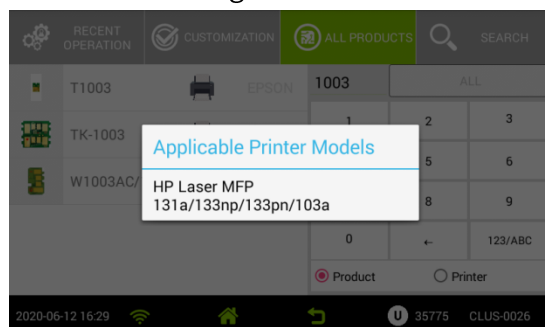 RECENT
OPERATION
CUSTOMIZATION
ALL PRODUCTS
SEARCH
T1003
EPSON
1003
ALL
TK-1003
W1003AC/
Applicable Printer Models
HP Laser MFP
131a/133np/133pn/103a
1
2
3
5
6
8
9
0
←
123/ABC
Product
Printer
2020-06-12 16:29
U
35775
CLUS-0026